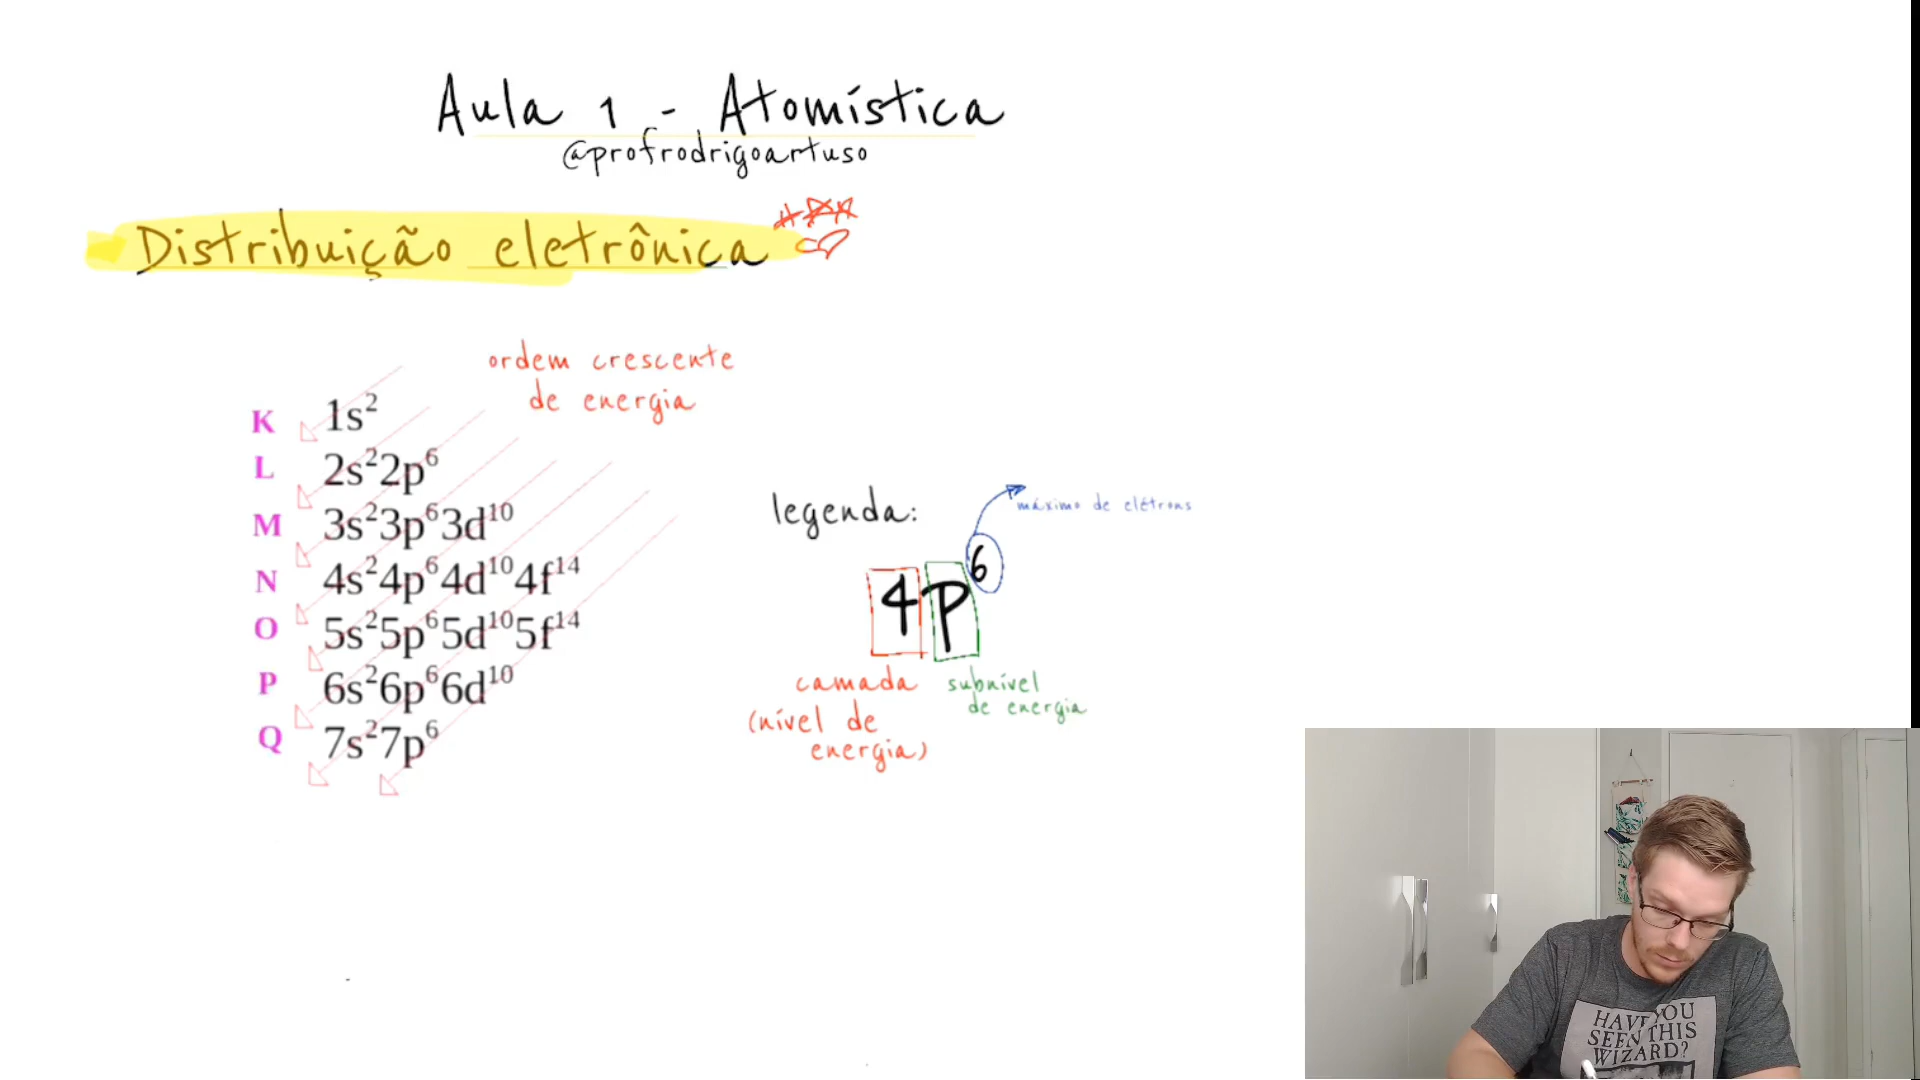 Aula 1 - Atomística
@profrodrigoartuso
Distribuição eletrônica
ordem crescente
de energia
K 1s²
L 2s²2p⁶
M 3s²3p⁶3d¹⁰
N 4s²4p⁶4d¹⁰4f¹⁴
O 5s²5p⁶5d¹⁰5f¹⁴
P 6s²6p⁶6d¹⁰
Q 7s²7p⁶
legenda:
máximo de elétrons
4p⁶
camada
(nível de
energia)
subnível
de energia
HAVE YOU
SEEN THIS
WIZARD?